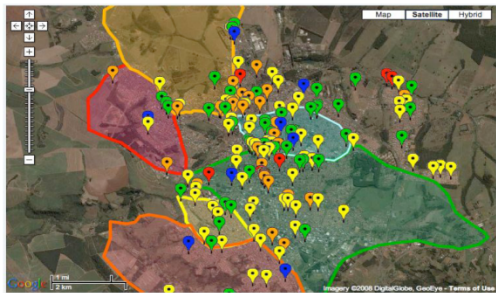 Map Satellite Hybrid
Google
1 mi
2 km
Imagery ©2008 DigitalGlobe, GeoEye - Terms of Use